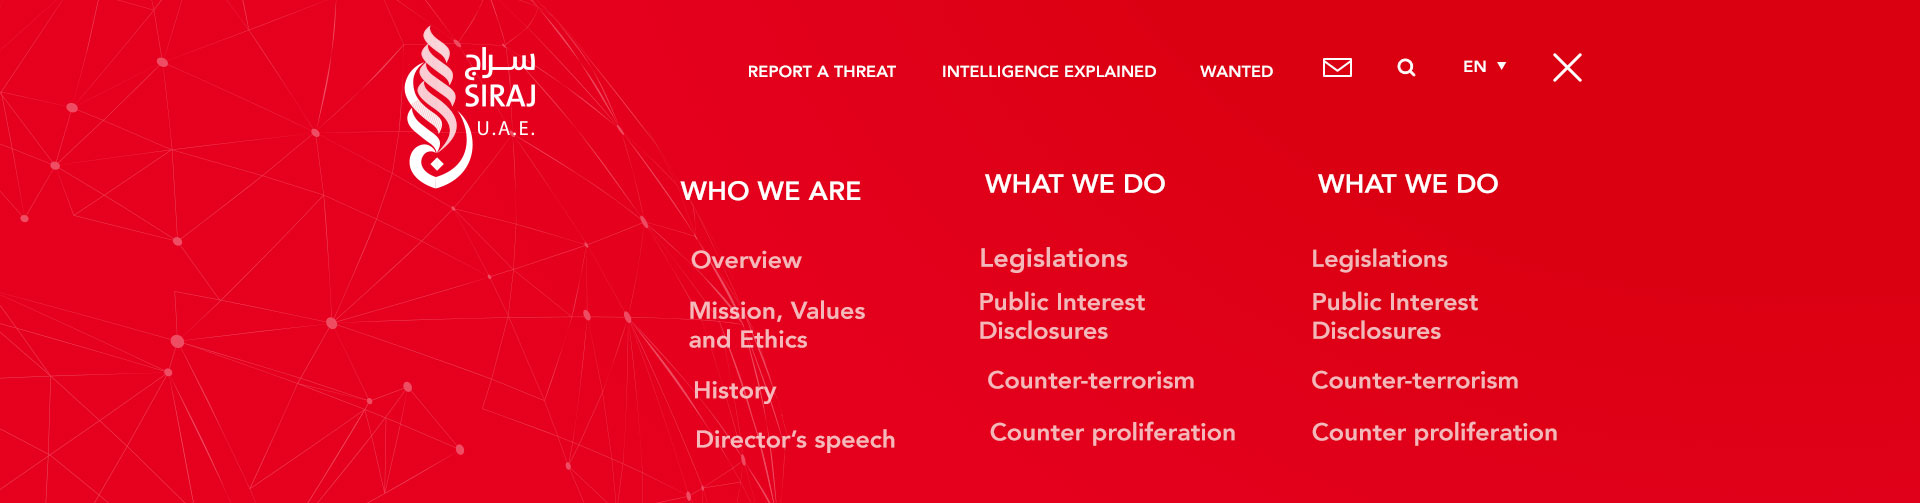 سراج
SIRAJ
U.A.E.
REPORT A THREAT
INTELLIGENCE EXPLAINED
WANTED
EN
WHO WE ARE
Overview
Mission, Values
and Ethics
History
Director's speech
WHAT WE DO
Legislations
Public Interest
Disclosures
Counter-terrorism
Counter proliferation
WHAT WE DO
Legislations
Public Interest
Disclosures
Counter-terrorism
Counter proliferation